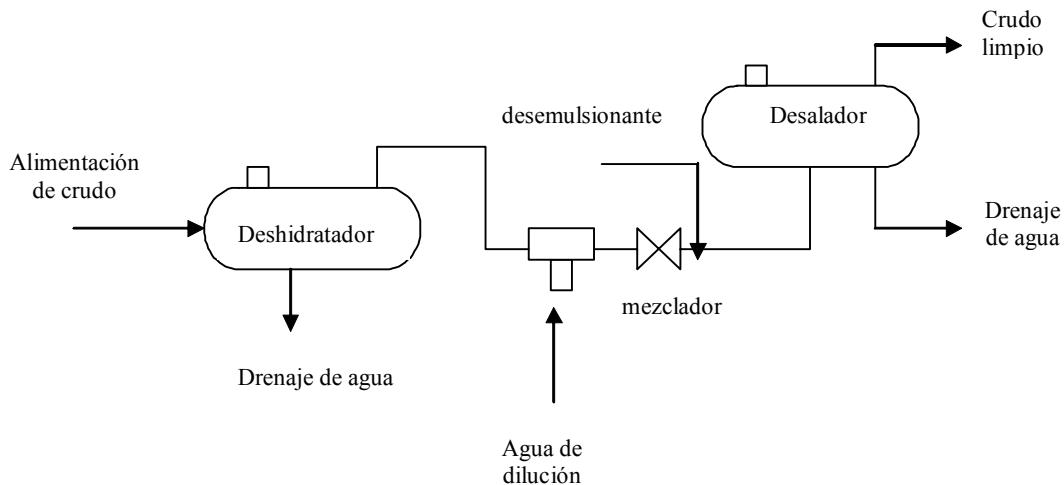 Crudo
limpio
desemulsionante
Desalador
Alimentación
de crudo
Deshidratador
Drenaje
de agua
mezclador
Drenaje de agua
Agua de
dilución